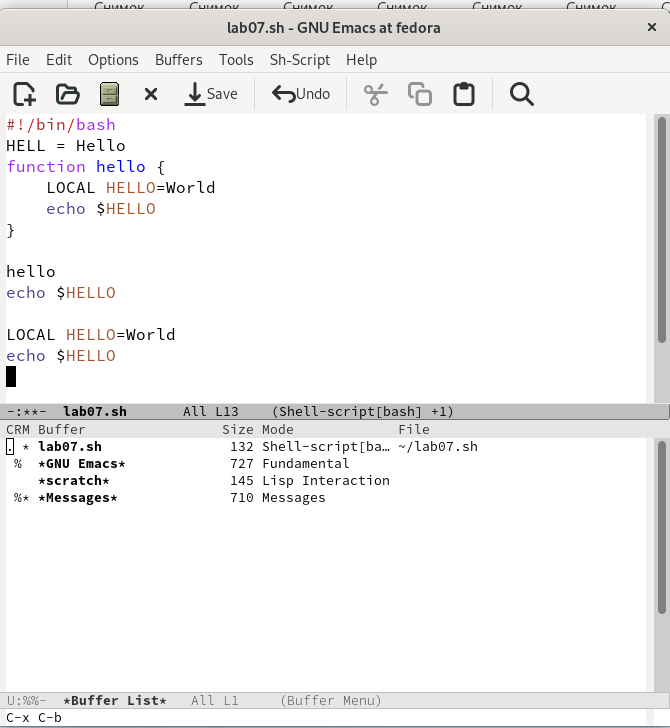 Снимок Снимок Снимок Снимок Снимок Снимок
lab07.sh - GNU Emacs at fedora
File Edit Options Buffers Tools Sh-Script Help
Save Undo
#!/bin/bash
HELL = Hello
function hello {
    LOCAL HELLO=World
    echo $HELLO
}
hello
echo $HELLO
LOCAL HELLO=World
echo $HELLO
-:**-  lab07.sh       All L13    (Shell-script[bash] +1)
CRM Buffer                 Size Mode             File
. * lab07.sh                132 Shell-script[ba… ~/lab07.sh
 %  *GNU Emacs*             727 Fundamental
    *scratch*               145 Lisp Interaction
 %* *Messages*              710 Messages
U:%%-  *Buffer List*   All L1     (Buffer Menu)
C-x C-b